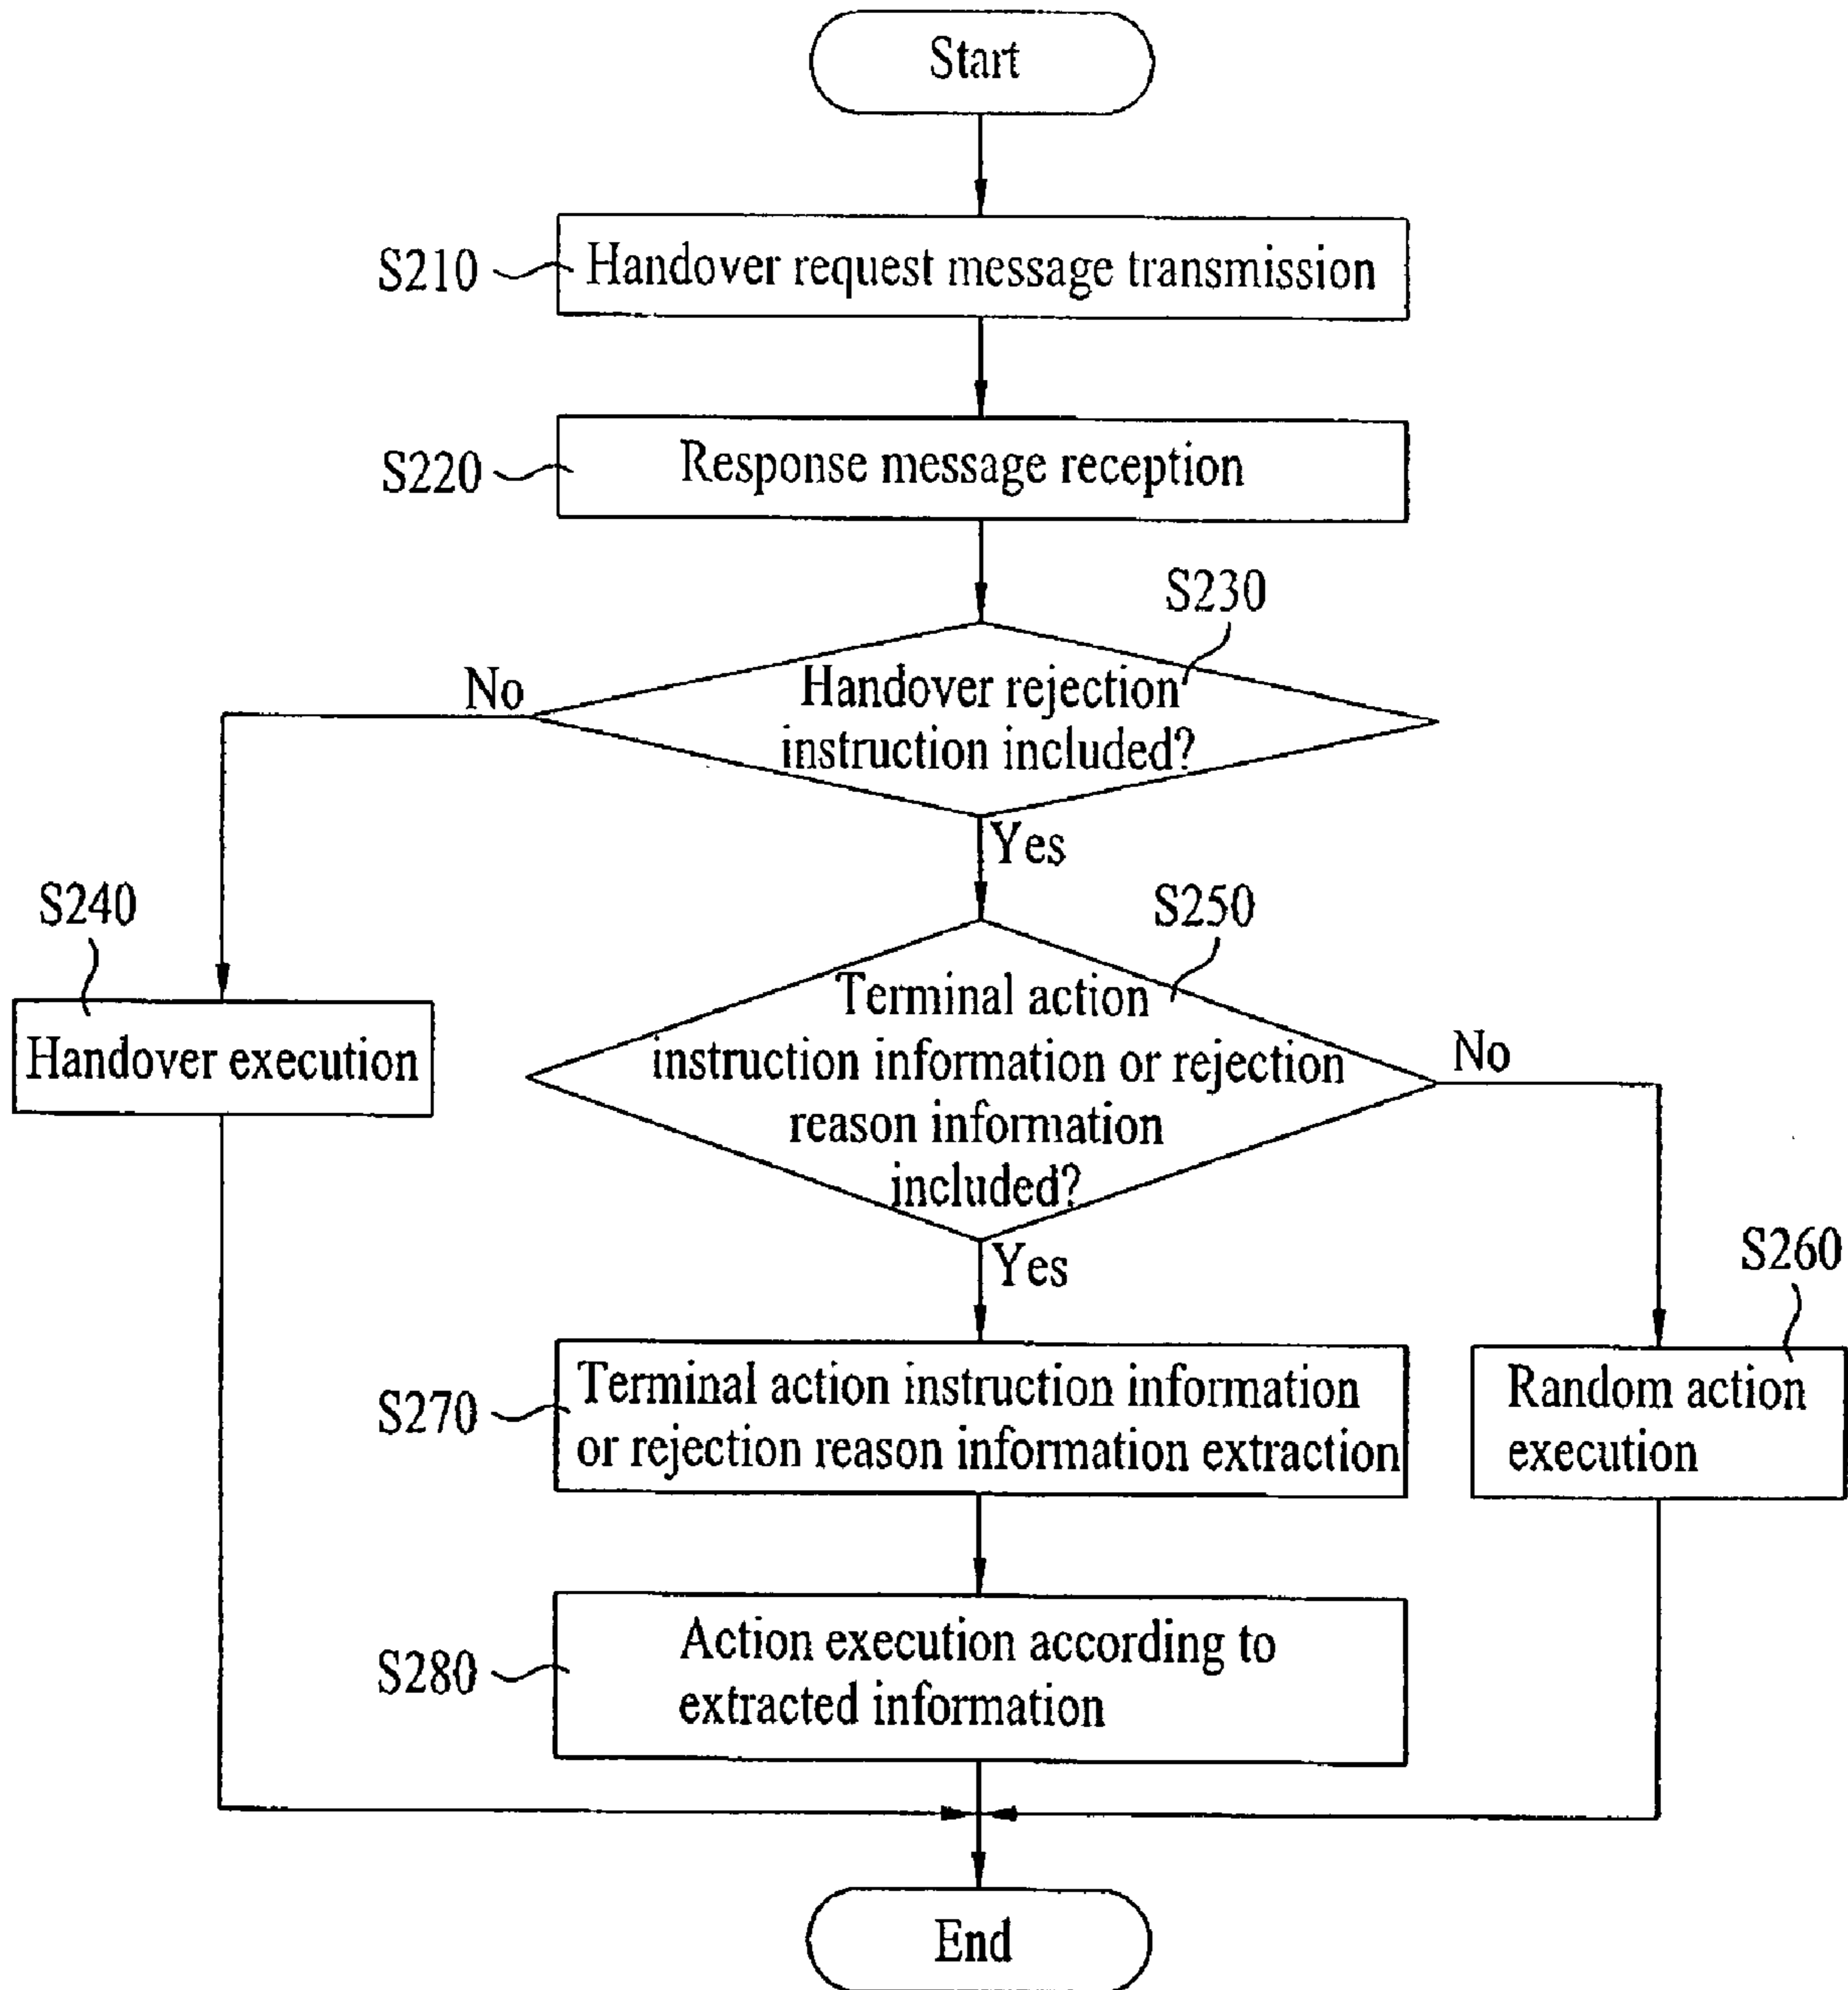 Start
S210
Handover request message transmission
S220
Response message reception
S230
Handover rejection
instruction included?
No
Yes
S240
Handover execution
S250
Terminal action
instruction information or rejection
reason information
included?
No
Yes
S260
Random action
execution
S270
Terminal action instruction information
or rejection reason information extraction
S280
Action execution according to
extracted information
End